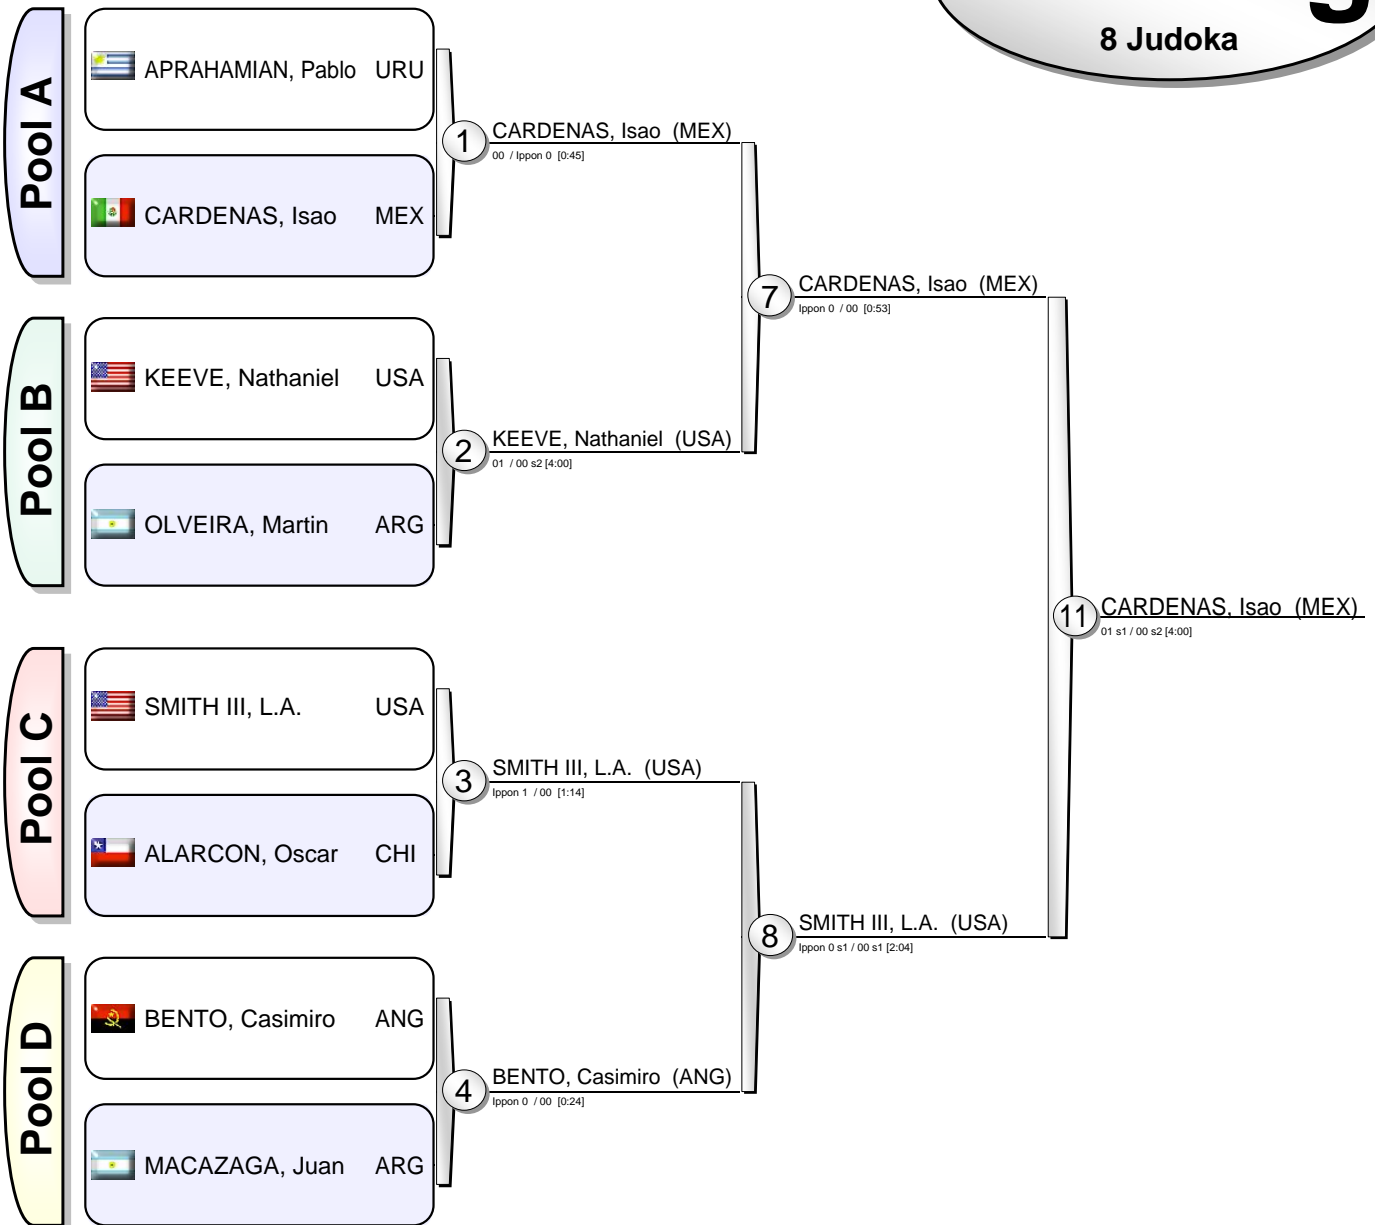 8 Judoka
Pool A
APRAHAMIAN, Pablo URU
CARDENAS, Isao MEX
1 CARDENAS, Isao (MEX)
00 / Ippon 0 [0:45]
Pool B
KEEVE, Nathaniel USA
OLVEIRA, Martin ARG
2 KEEVE, Nathaniel (USA)
01 / 00 s2 [4:00]
7 CARDENAS, Isao (MEX)
Ippon 0 / 00 [0:53]
Pool C
SMITH III, L.A. USA
ALARCON, Oscar CHI
3 SMITH III, L.A. (USA)
Ippon 1 / 00 [1:14]
Pool D
BENTO, Casimiro ANG
MACAZAGA, Juan ARG
4 BENTO, Casimiro (ANG)
Ippon 0 / 00 [0:24]
8 SMITH III, L.A. (USA)
Ippon 0 s1 / 00 s1 [2:04]
11 CARDENAS, Isao (MEX)
01 s1 / 00 s2 [4:00]